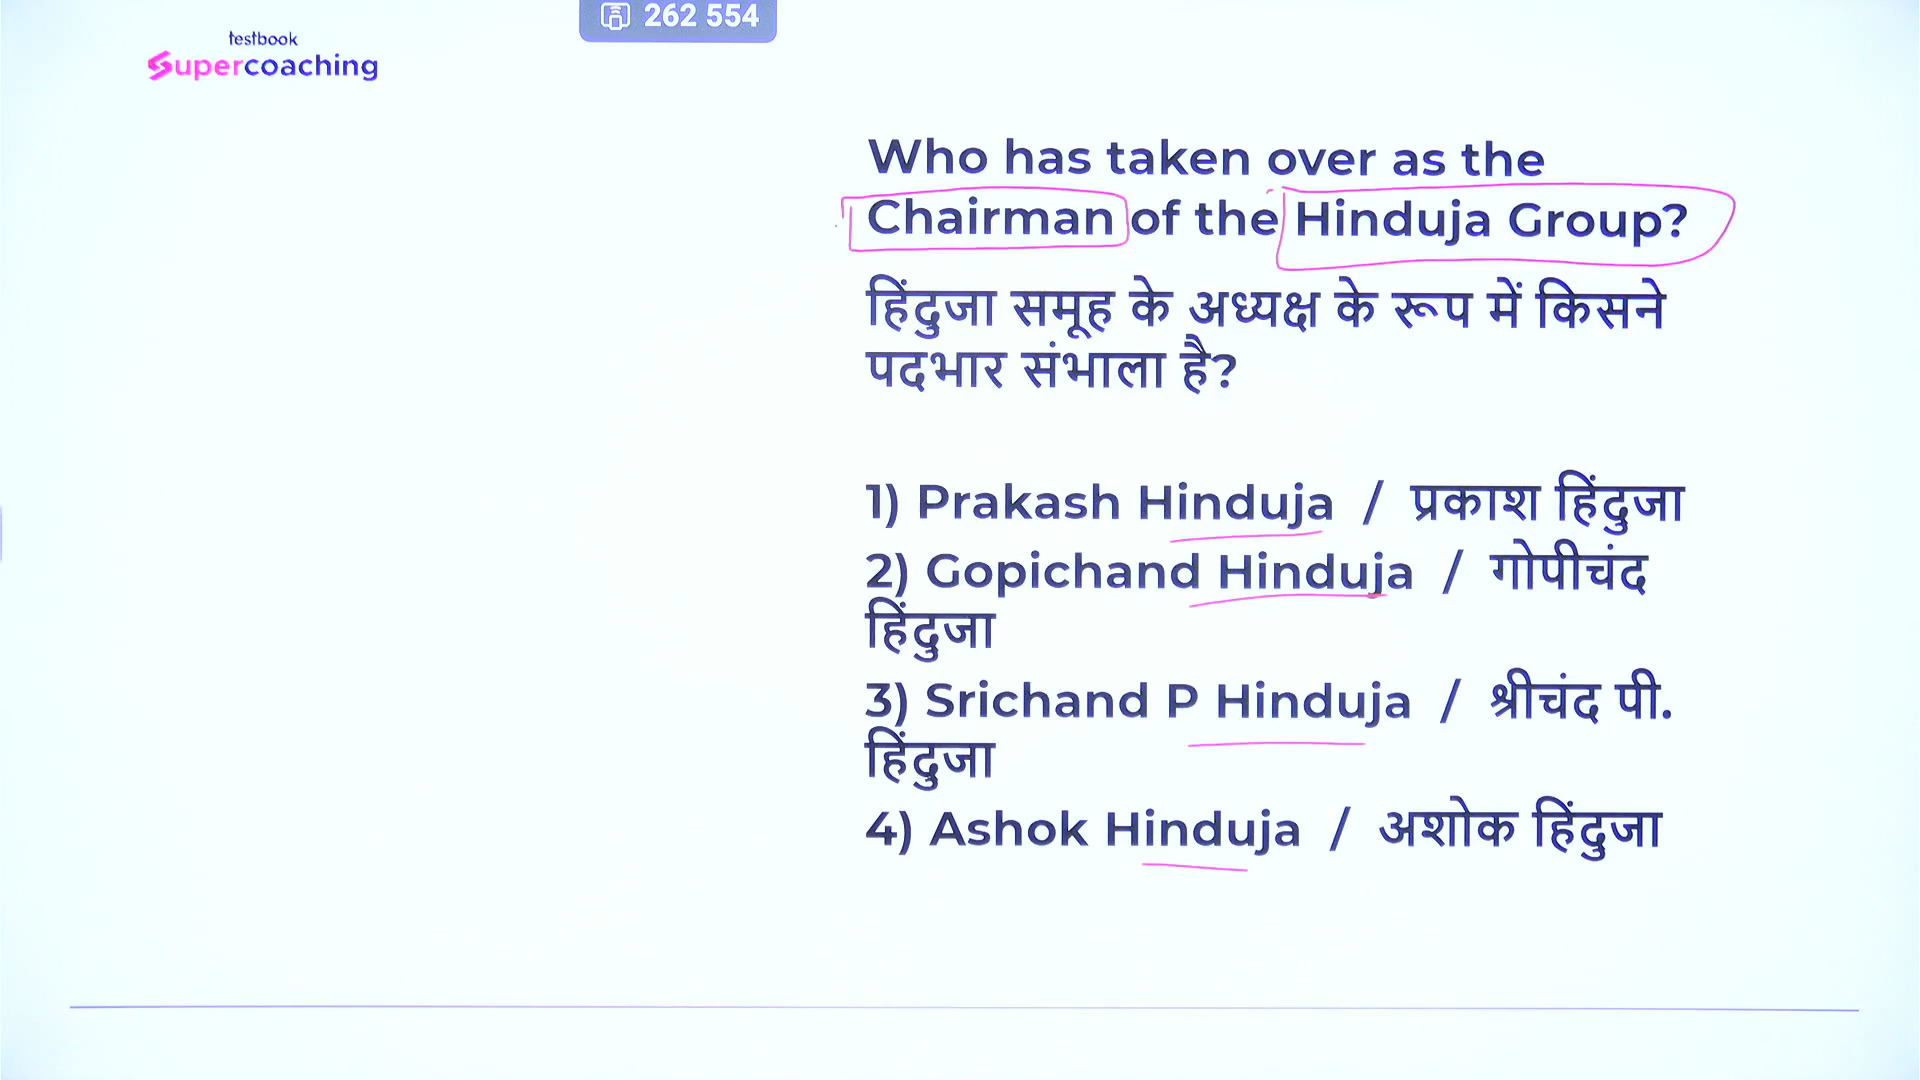 262 554
testbook
Supercoaching
Who has taken over as the
Chairman of the Hinduja Group?
हिंदुजा समूह के अध्यक्ष के रूप में किसने
पदभार संभाला है?
1) Prakash Hinduja / प्रकाश हिंदुजा
2) Gopichand Hinduja / गोपीचंद
हिंदुजा
3) Srichand P Hinduja / श्रीचंद पी.
हिंदुजा
4) Ashok Hinduja / अशोक हिंदुजा